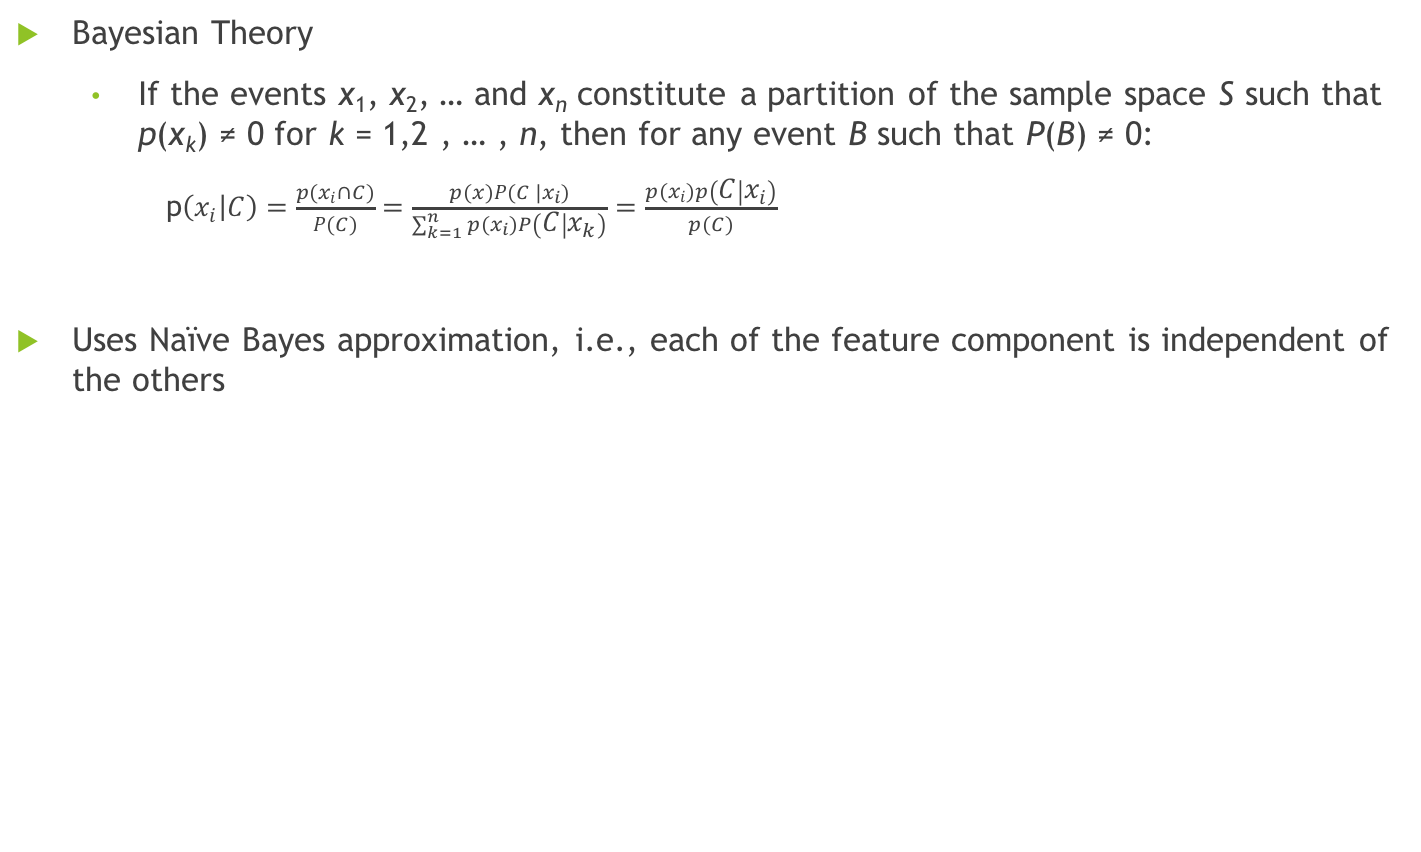 Bayesian Theory
If the events x₁, x₂, … and xₙ constitute a partition of the sample space S such that
p(xₖ) ≠ 0 for k = 1,2 , … , n, then for any event B such that P(B) ≠ 0:
p(xᵢ|C) = p(xᵢ∩C)/P(C) = p(x)P(C |xᵢ)/∑ⁿₖ₌₁ p(xᵢ)P(C|xₖ) = p(xᵢ)p(C|xᵢ)/p(C)
Uses Naïve Bayes approximation, i.e., each of the feature component is independent of
the others